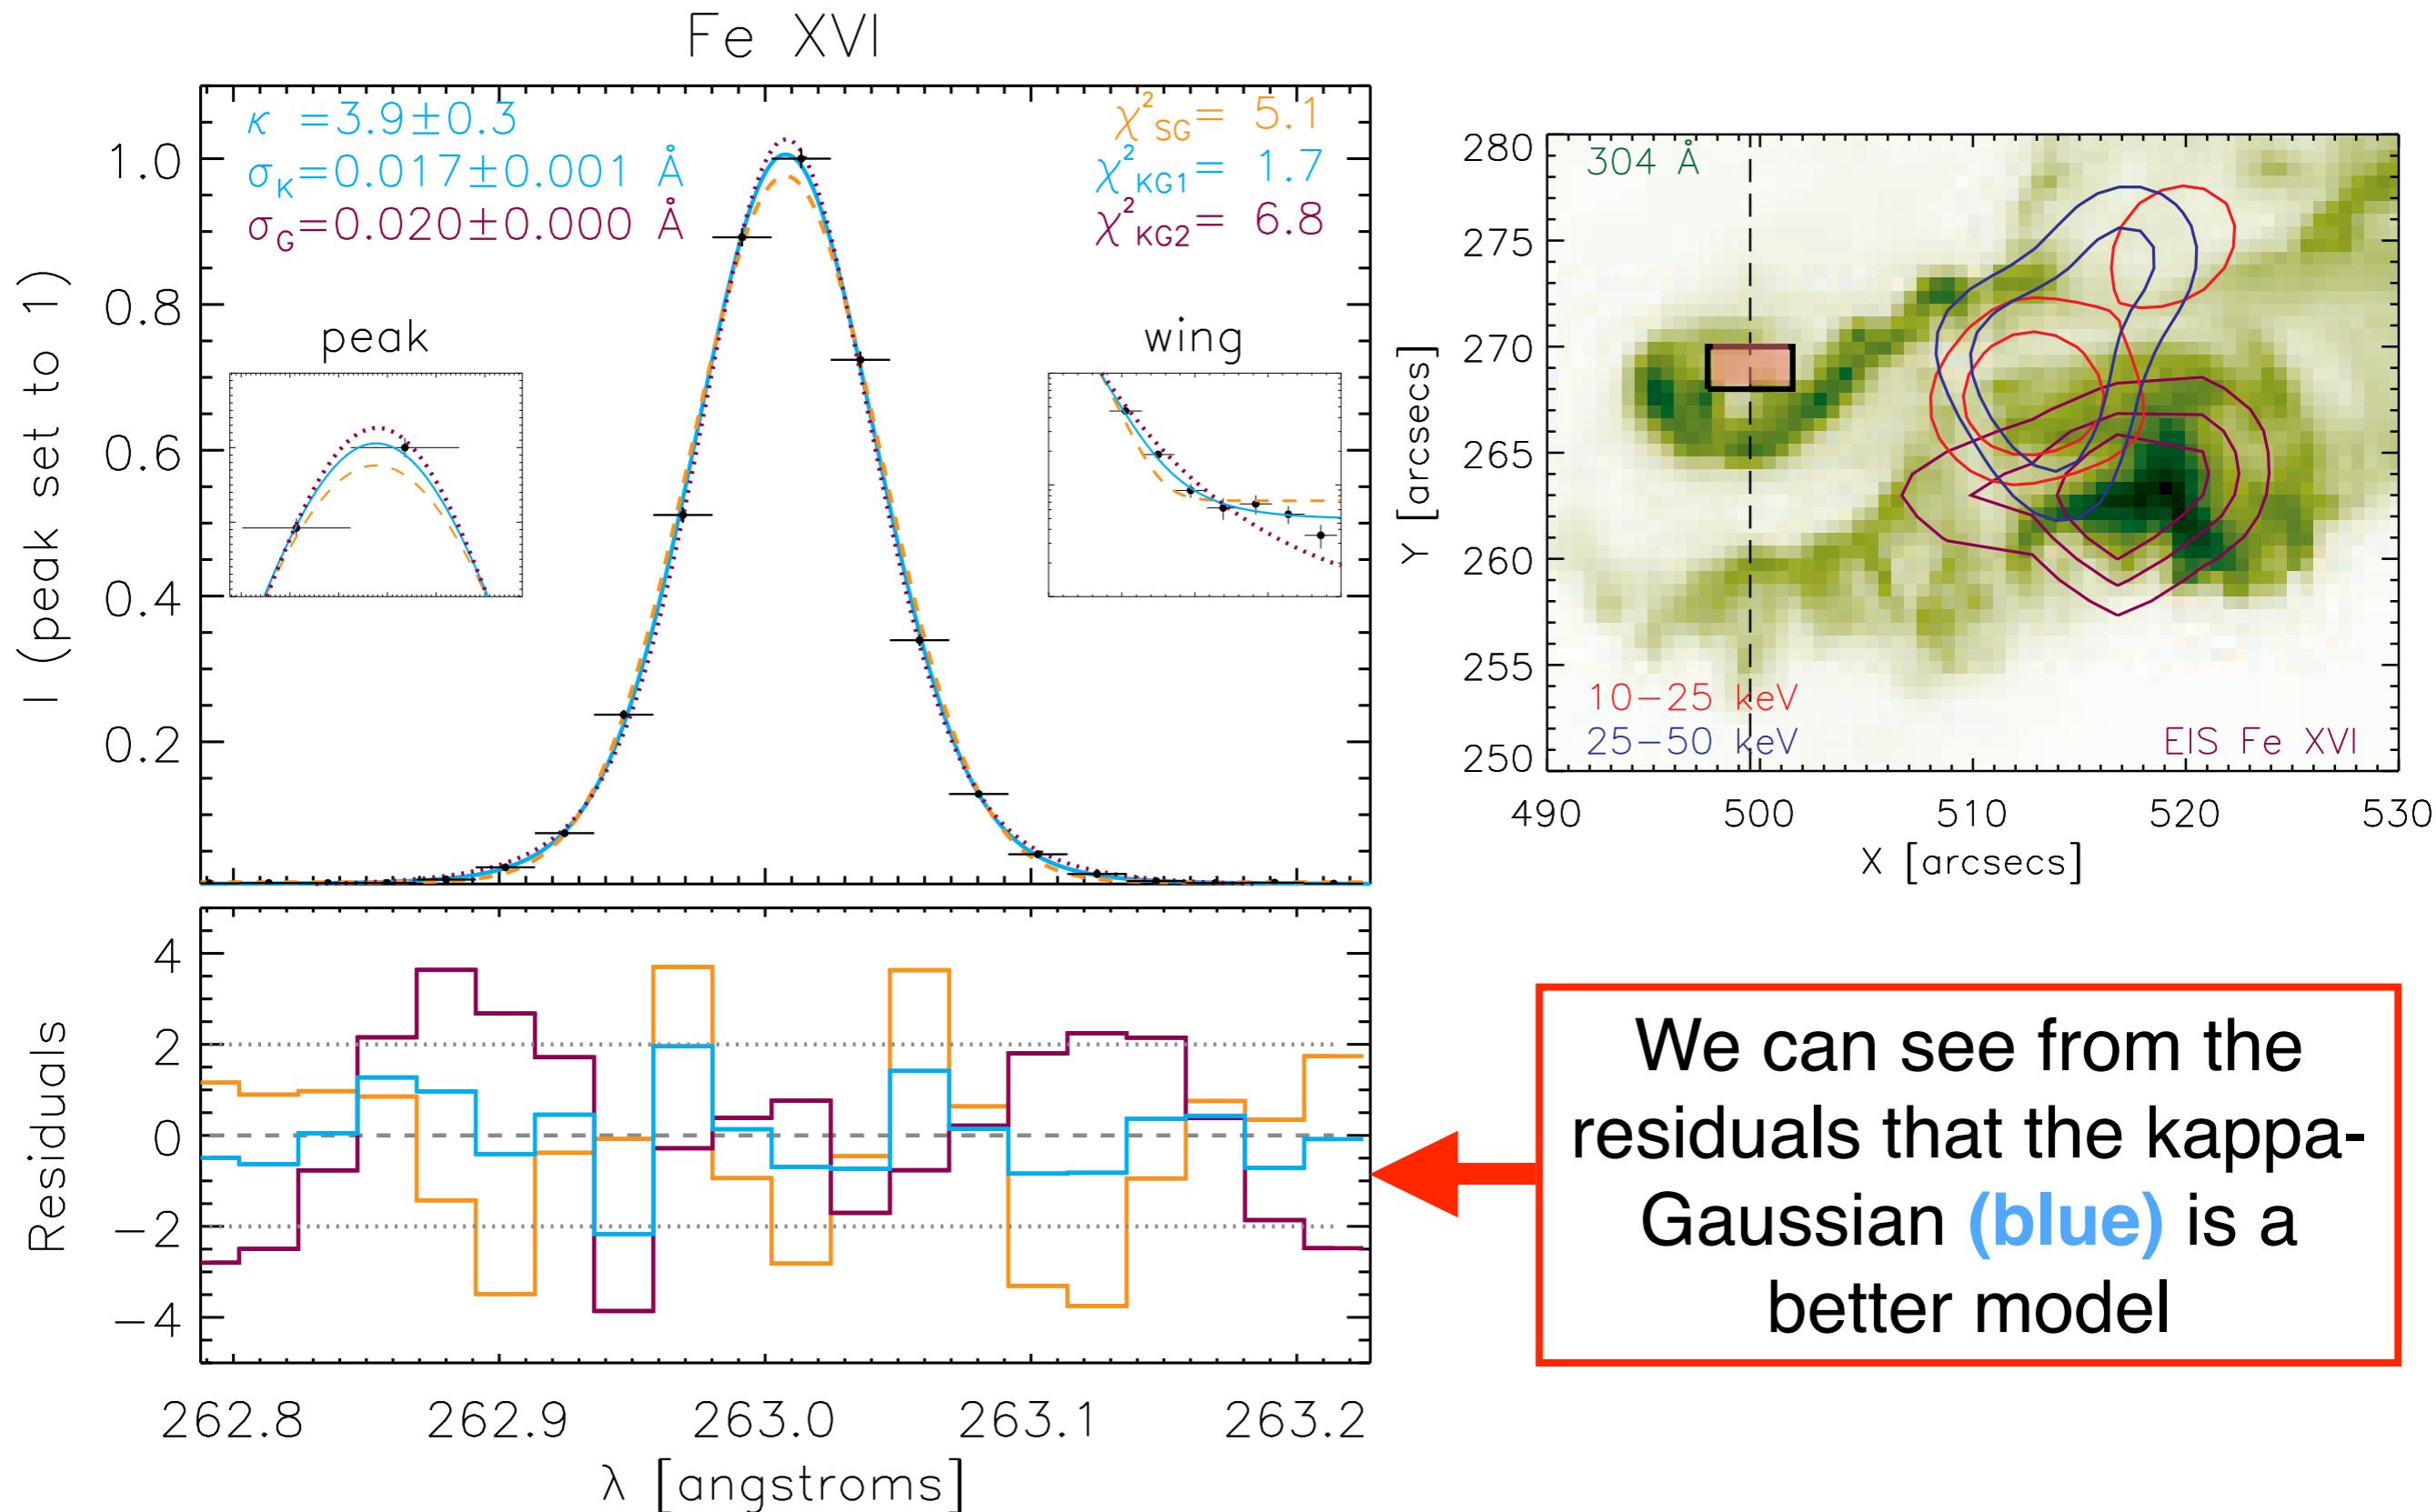 Fe XVI
κ =3.9±0.3
σK=0.017±0.001 Å
σG=0.020±0.000 Å
χ²SG= 5.1
χ²KG1= 1.7
χ²KG2= 6.8
peak
wing
I (peak set to 1)
1.0
0.8
0.6
0.4
0.2
Residuals
4
2
0
−2
−4
262.8 262.9 263.0 263.1 263.2
λ [angstroms]
304 Å
10−25 keV
25−50 keV
EIS Fe XVI
Y [arcsecs]
280
275
270
265
260
255
250
490 500 510 520 530
X [arcsecs]
We can see from the
residuals that the kappa-
Gaussian (blue) is a
better model